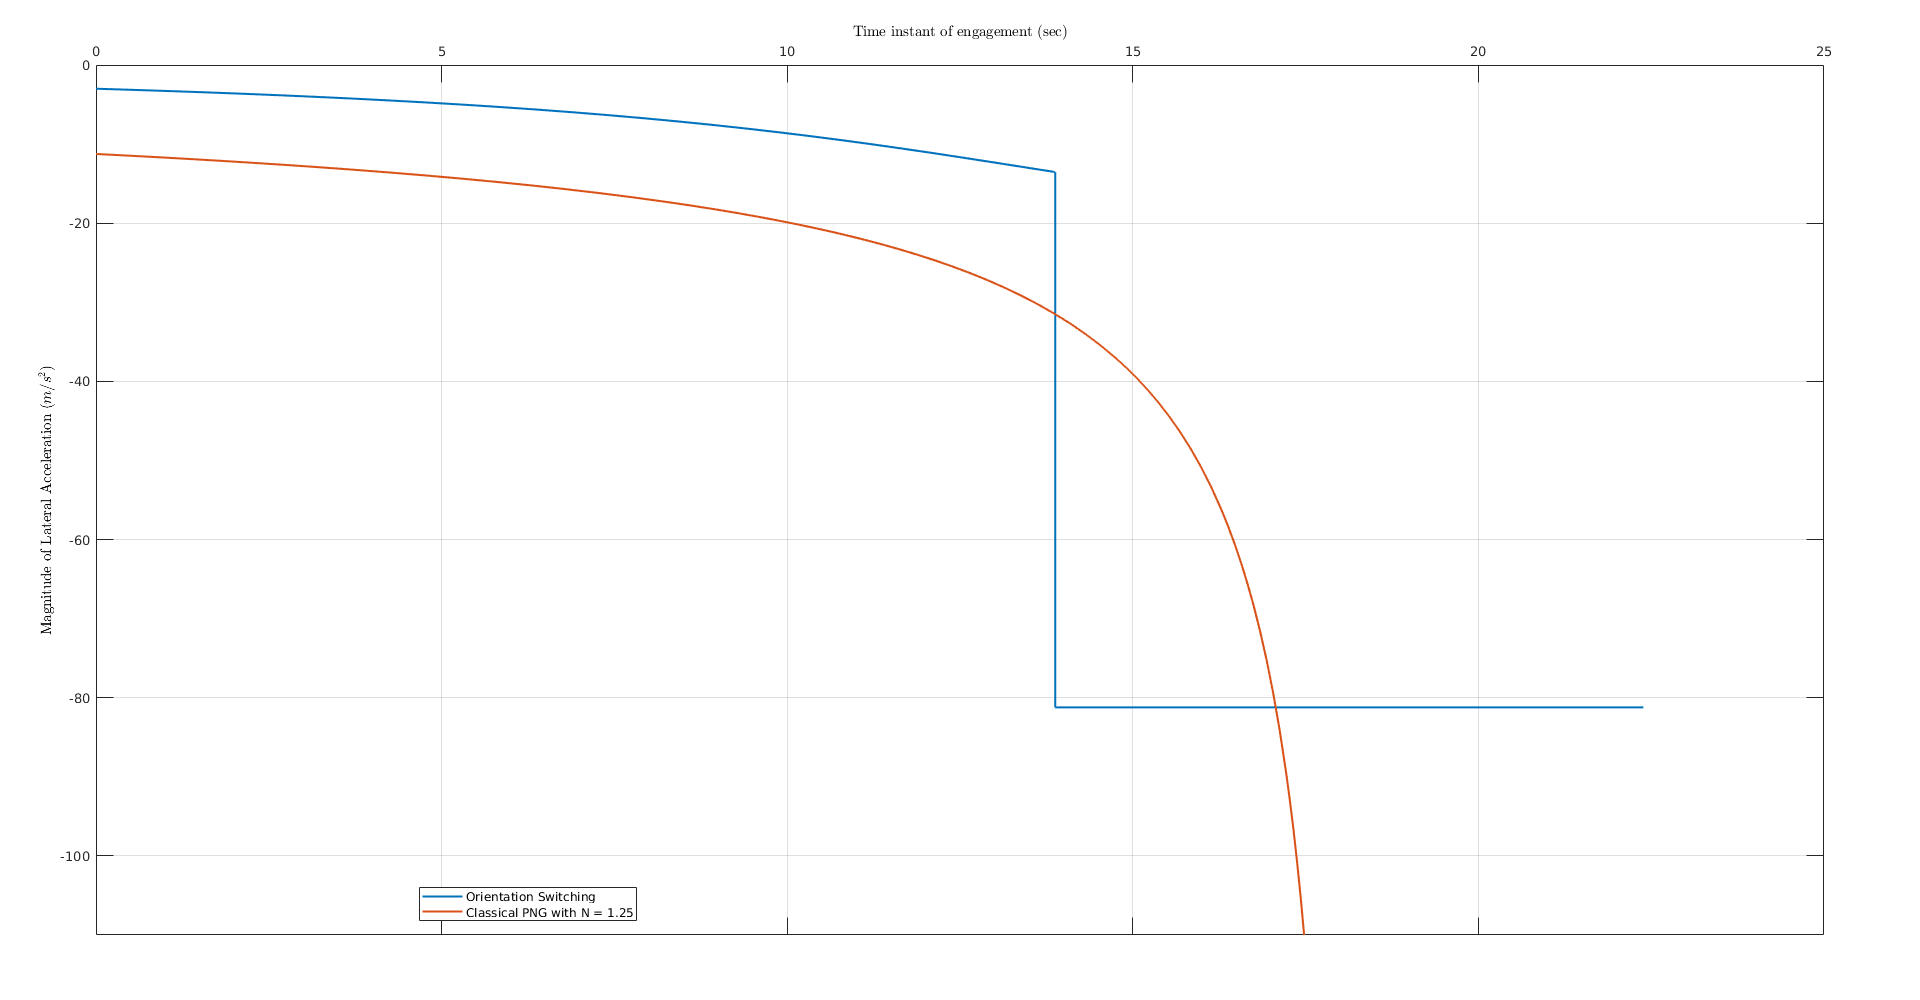 Time instant of engagement (sec)
0 5 10 15 20 25
0
-20
-40
-60
-80
-100
Magnitude of Lateral Acceleration (m/s²)
Orientation Switching
Classical PNG with N = 1.25